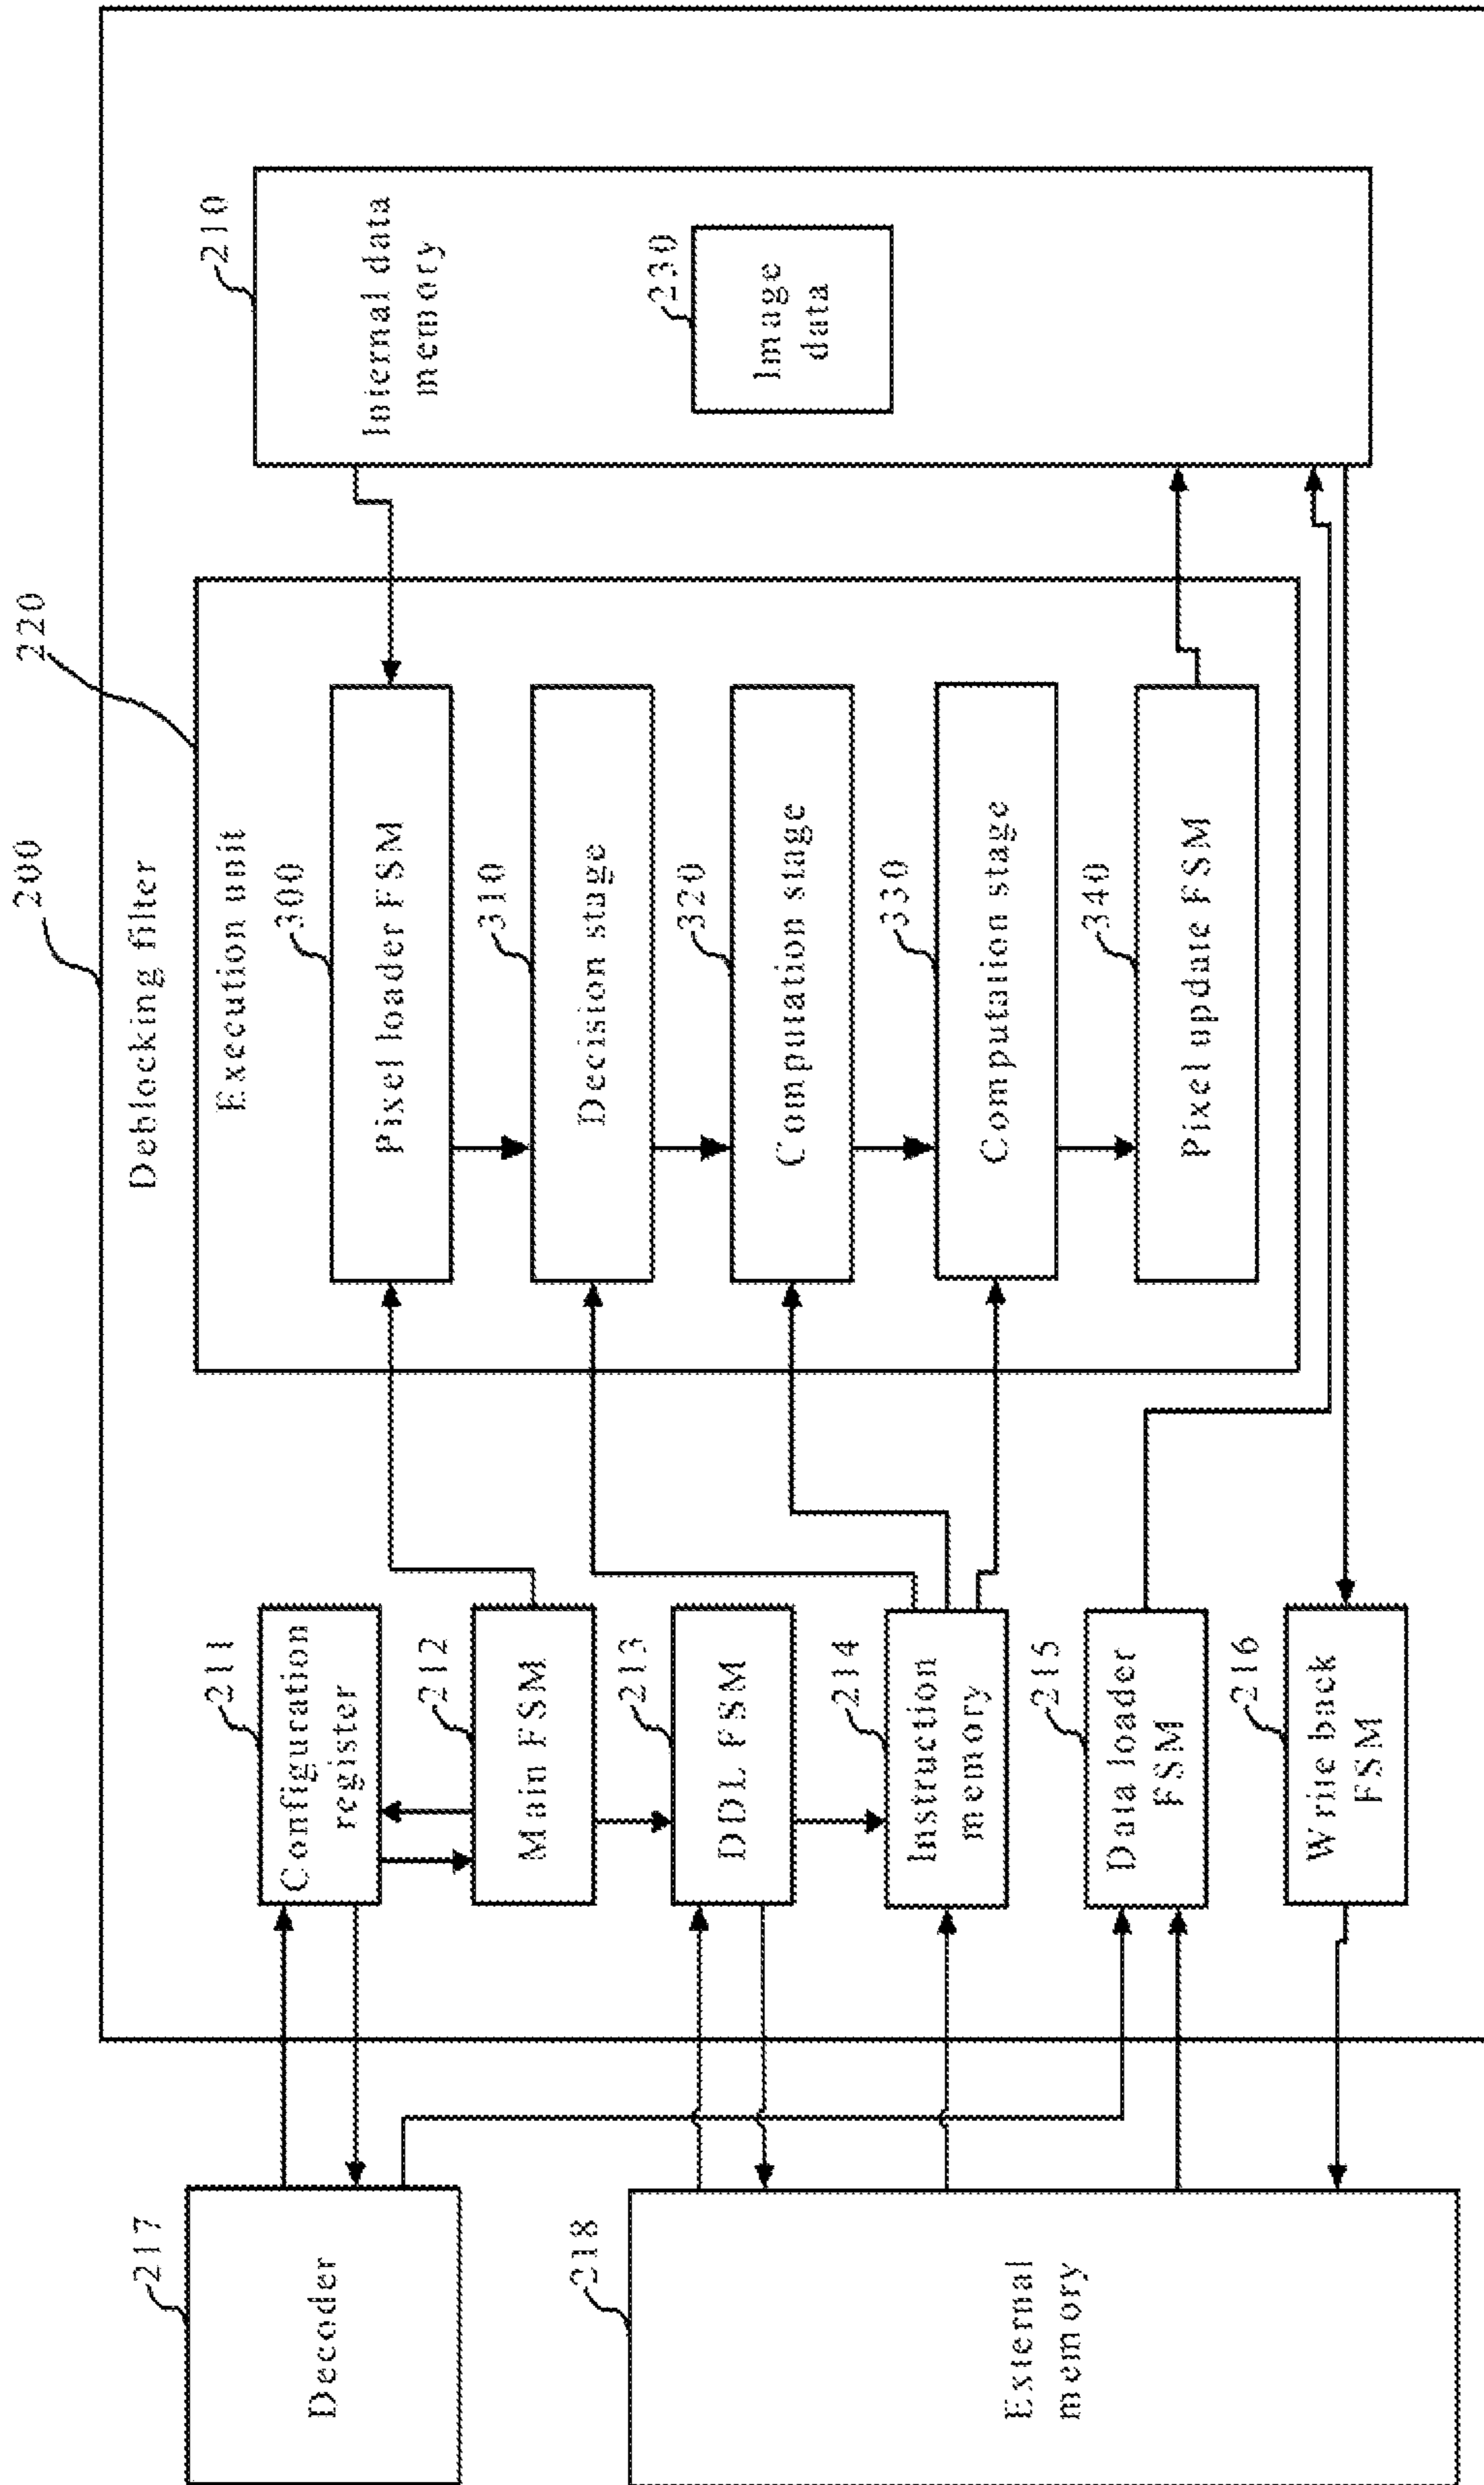 200
220
Deblocking filter
Execution unit
210
Internal data
memory
230
Image
data
300
Pixel loader FSM
310
Decision stage
320
Computation stage
330
Computation stage
340
Pixel update FSM
211
Configuration
register
212
Main FSM
213
DDL FSM
214
Instruction
memory
215
Data loader
FSM
216
Write back
FSM
217
Decoder
218
External
memory